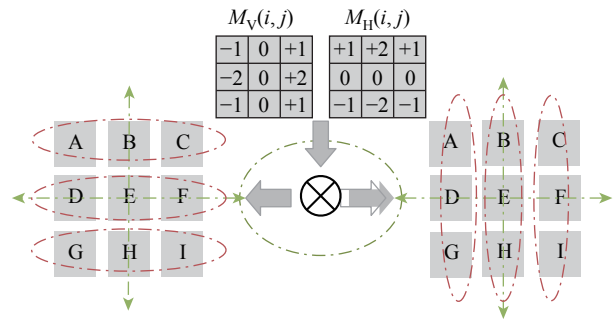 M_V(i, j) M_H(i, j)
−1 0 +1 +1 +2 +1
−2 0 +2 0 0 0
−1 0 +1 −1 −2 −1
A B C A B C
D E F D E F
G H I G H I